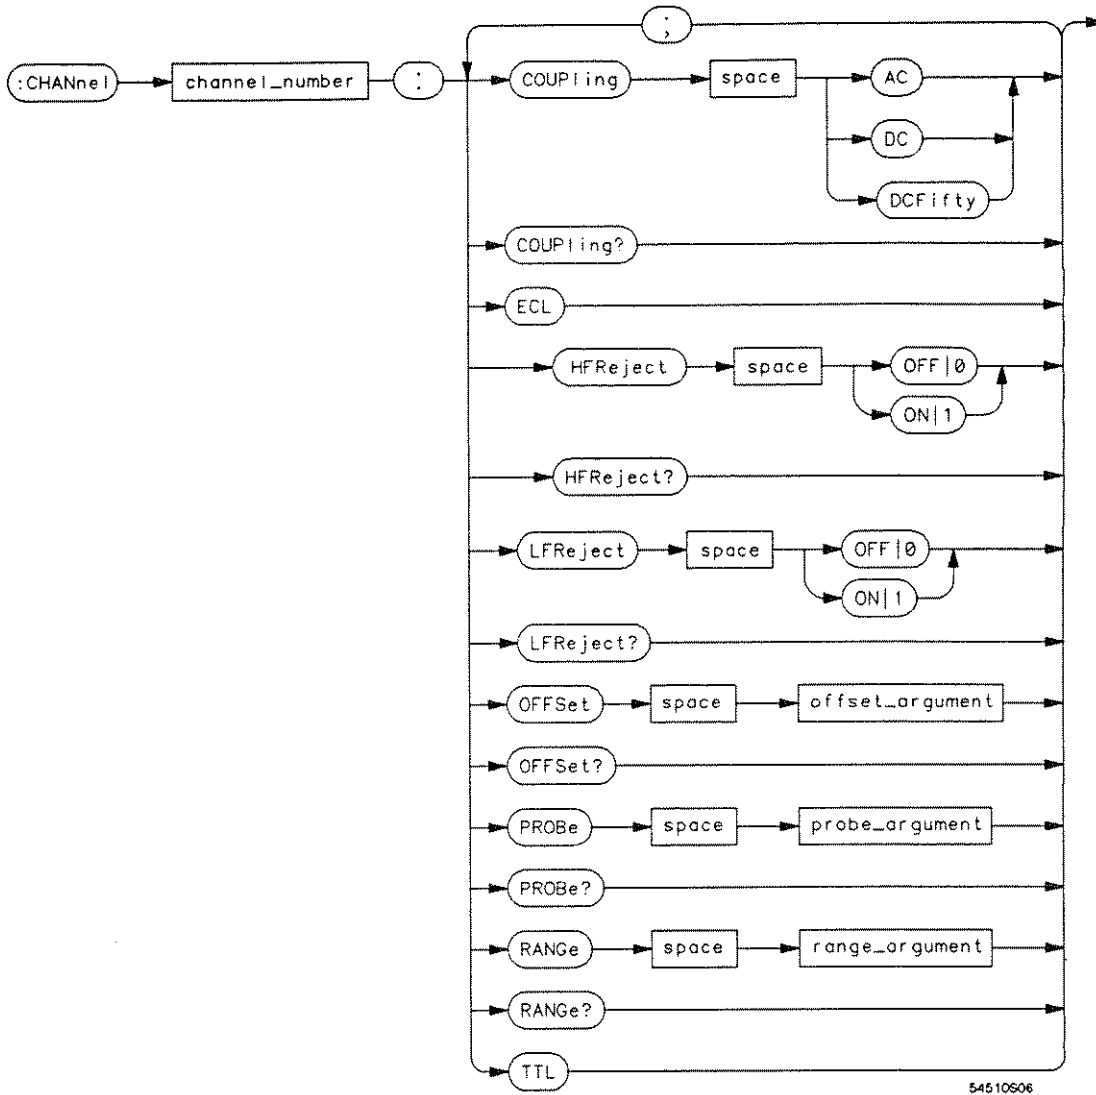 ;
:CHANnel channel_number : COUPling space AC
DC
DCFifty
COUPling?
ECL
HFReject space OFF|0
ON|1
HFReject?
LFReject space OFF|0
ON|1
LFReject?
OFFSet space offset_argument
OFFSet?
PROBe space probe_argument
PROBe?
RANGe space range_argument
RANGe?
TTL
54510S06